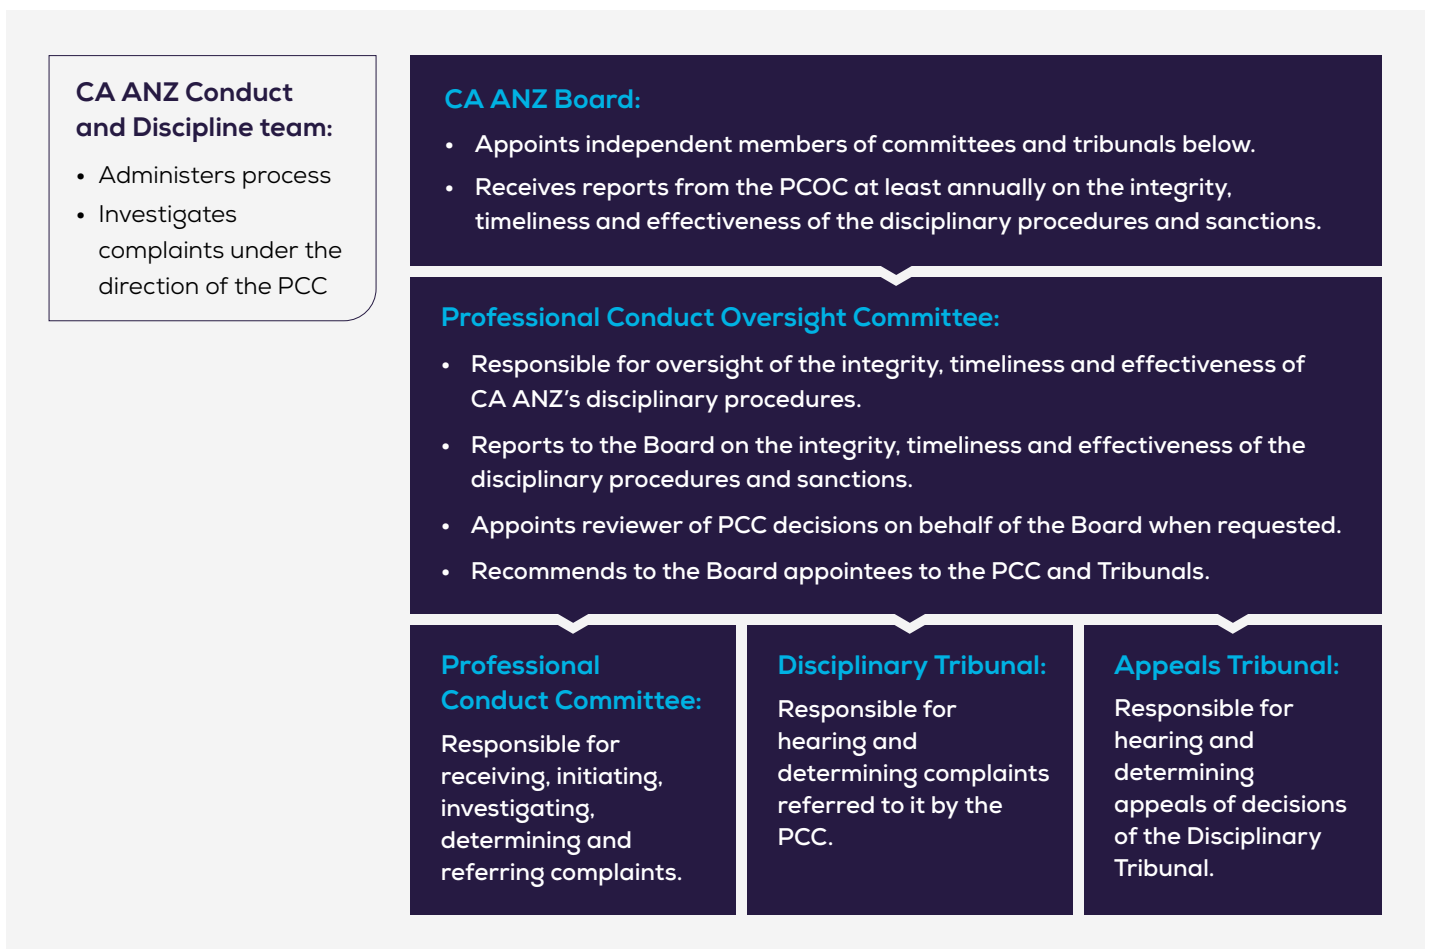 CA ANZ Conduct
and Discipline team:
• Administers process
• Investigates
complaints under the
direction of the PCC
CA ANZ Board:
• Appoints independent members of committees and tribunals below.
• Receives reports from the PCOC at least annually on the integrity,
timeliness and effectiveness of the disciplinary procedures and sanctions.
Professional Conduct Oversight Committee:
• Responsible for oversight of the integrity, timeliness and effectiveness of
CA ANZ’s disciplinary procedures.
• Reports to the Board on the integrity, timeliness and effectiveness of the
disciplinary procedures and sanctions.
• Appoints reviewer of PCC decisions on behalf of the Board when requested.
• Recommends to the Board appointees to the PCC and Tribunals.
Professional
Conduct Committee:
Responsible for
receiving, initiating,
investigating,
determining and
referring complaints.
Disciplinary Tribunal:
Responsible for
hearing and
determining complaints
referred to it by the
PCC.
Appeals Tribunal:
Responsible for
hearing and
determining
appeals of decisions
of the Disciplinary
Tribunal.